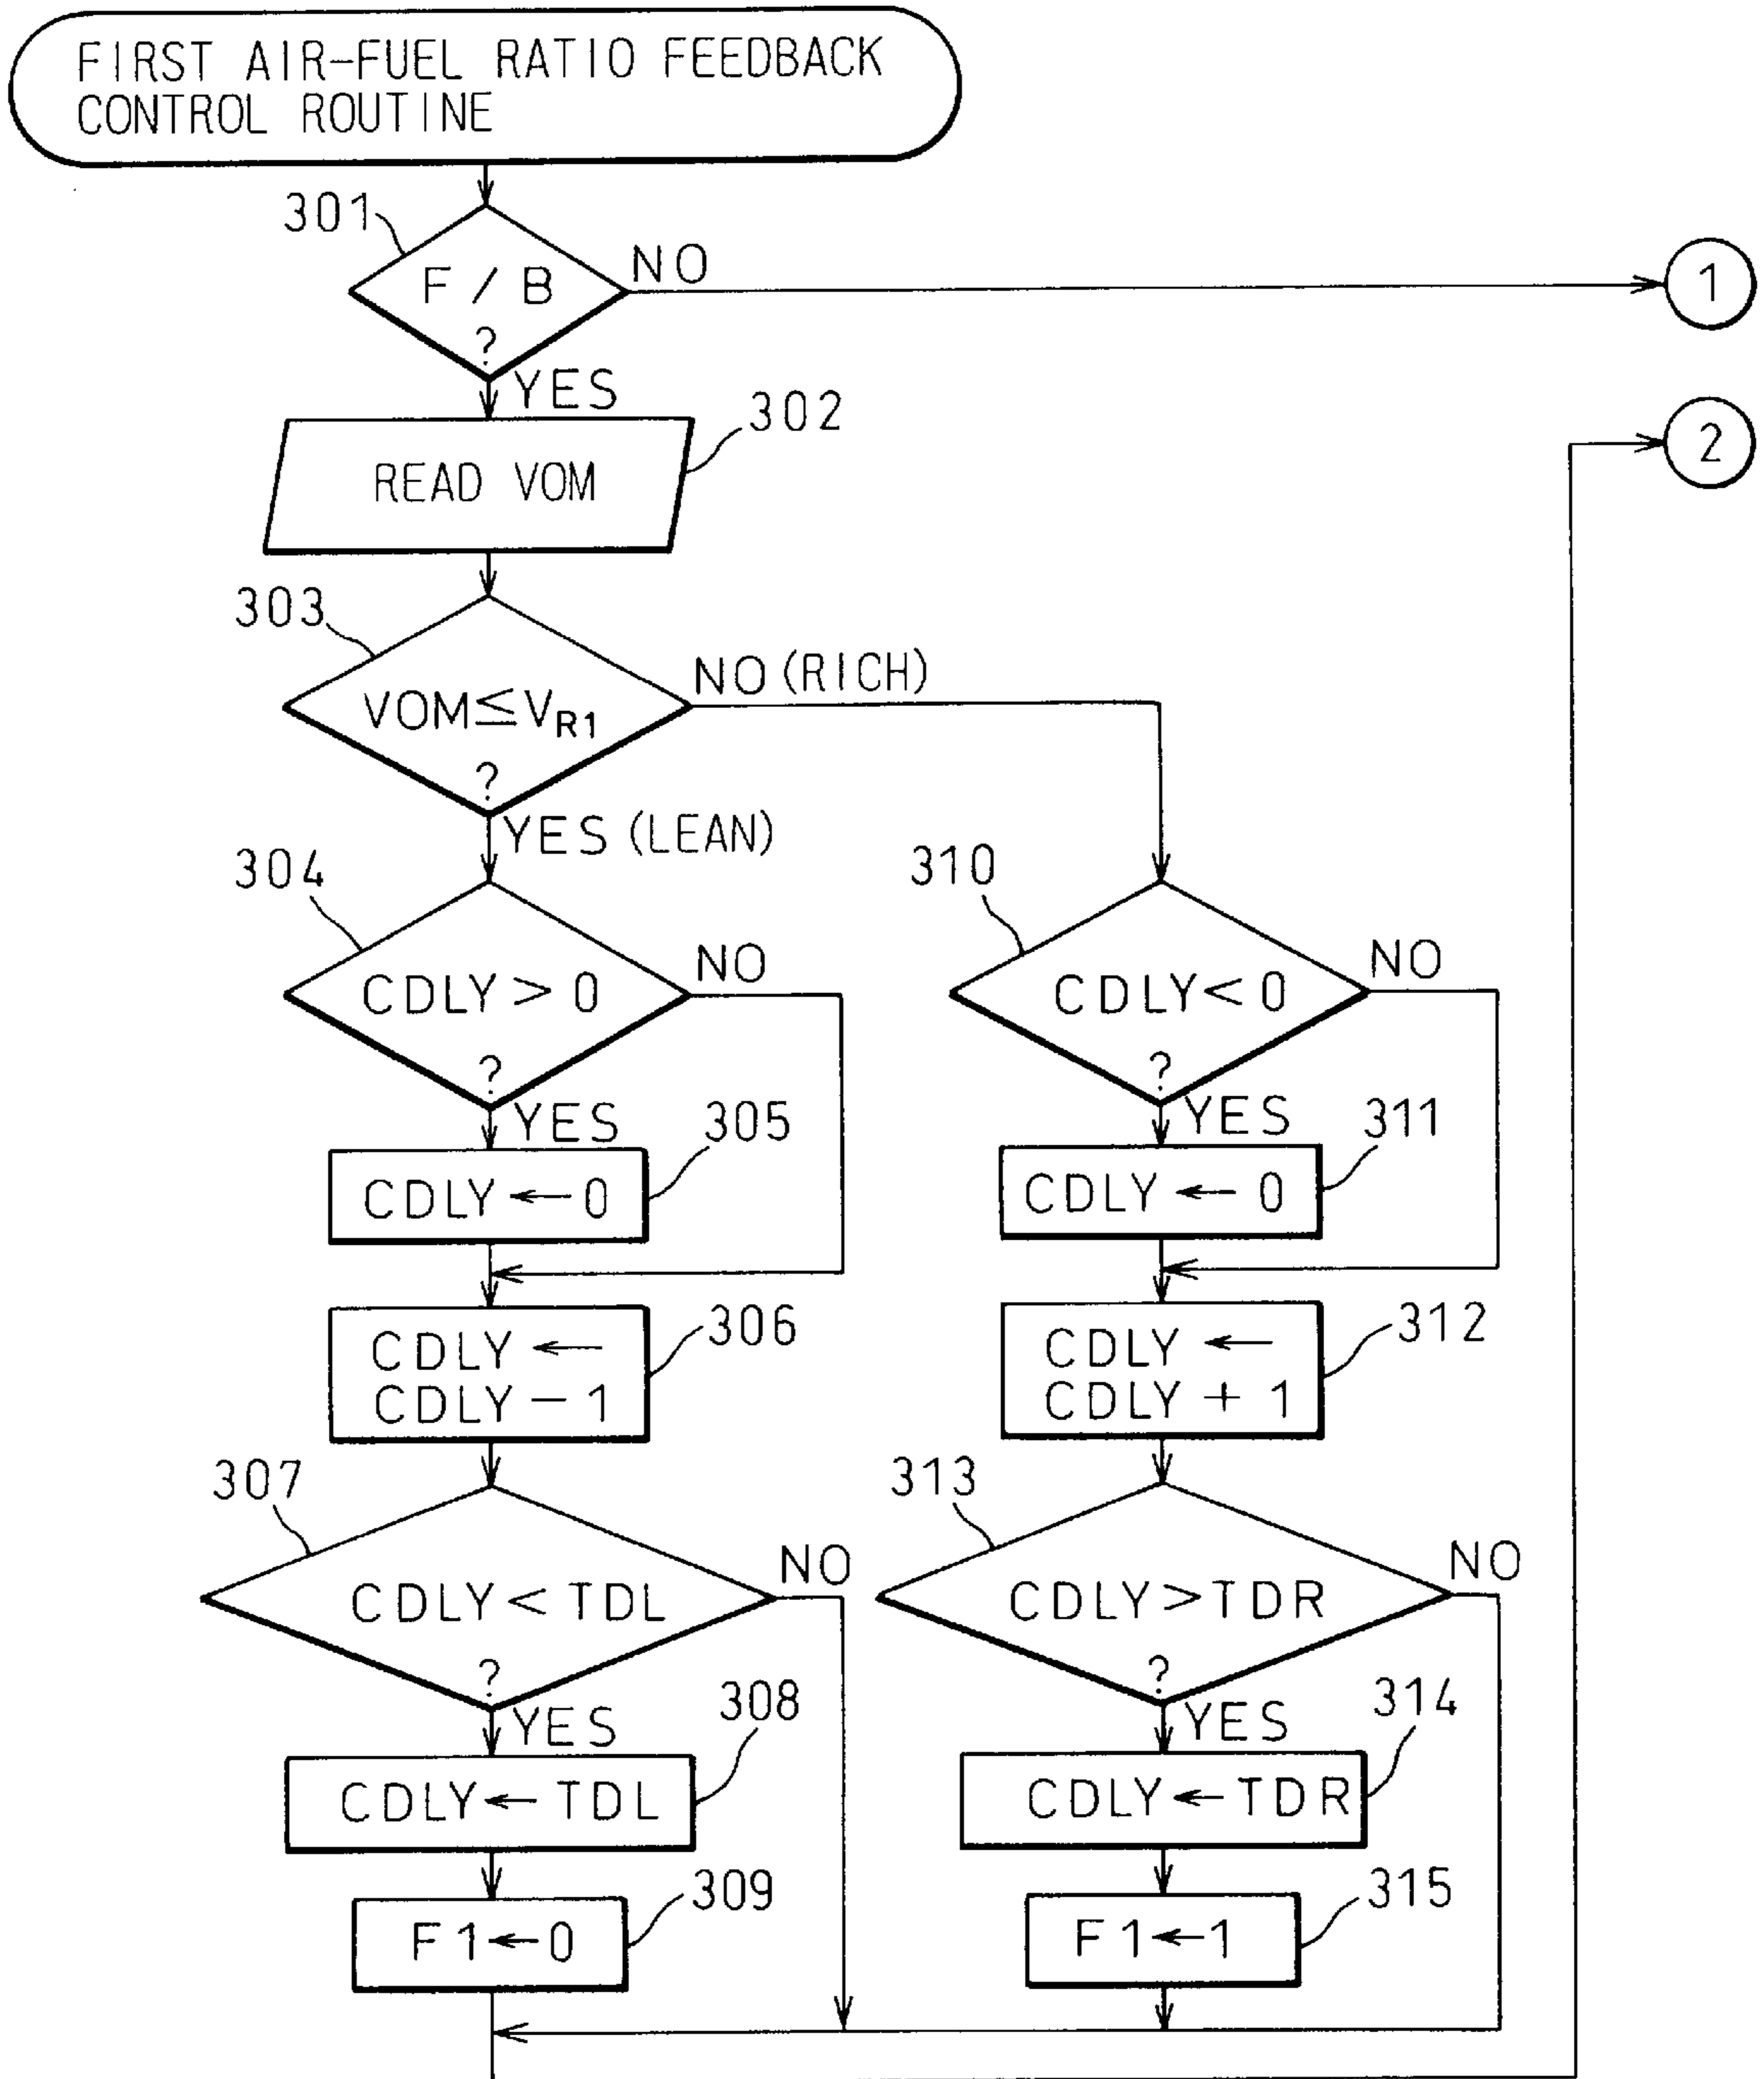 FIRST AIR-FUEL RATIO FEEDBACK
CONTROL ROUTINE
301
F / B
?
NO
1
YES
302
READ VOM
2
303
VOM≦VR1
?
NO (RICH)
YES (LEAN)
304
CDLY > 0
?
NO
YES
305
CDLY ← 0
306
CDLY ←
CDLY - 1
307
CDLY < TDL
?
NO
YES
308
CDLY ← TDL
309
F1 ← 0
310
CDLY < 0
?
NO
YES
311
CDLY ← 0
312
CDLY ←
CDLY + 1
313
CDLY > TDR
?
NO
YES
314
CDLY ← TDR
315
F1 ← 1